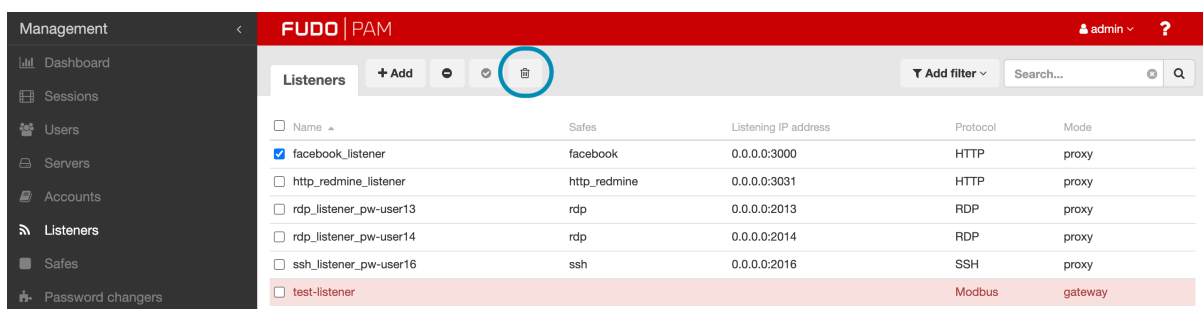 Management
FUDO PAM
admin
?
Dashboard
Sessions
Users
Servers
Accounts
Listeners
Safes
Password changers
Listeners
+ Add
Add filter
Search...
Name Safes Listening IP address Protocol Mode
facebook_listener facebook 0.0.0.0:3000 HTTP proxy
http_redmine_listener http_redmine 0.0.0.0:3031 HTTP proxy
rdp_listener_pw-user13 rdp 0.0.0.0:2013 RDP proxy
rdp_listener_pw-user14 rdp 0.0.0.0:2014 RDP proxy
ssh_listener_pw-user16 ssh 0.0.0.0:2016 SSH proxy
test-listener Modbus gateway